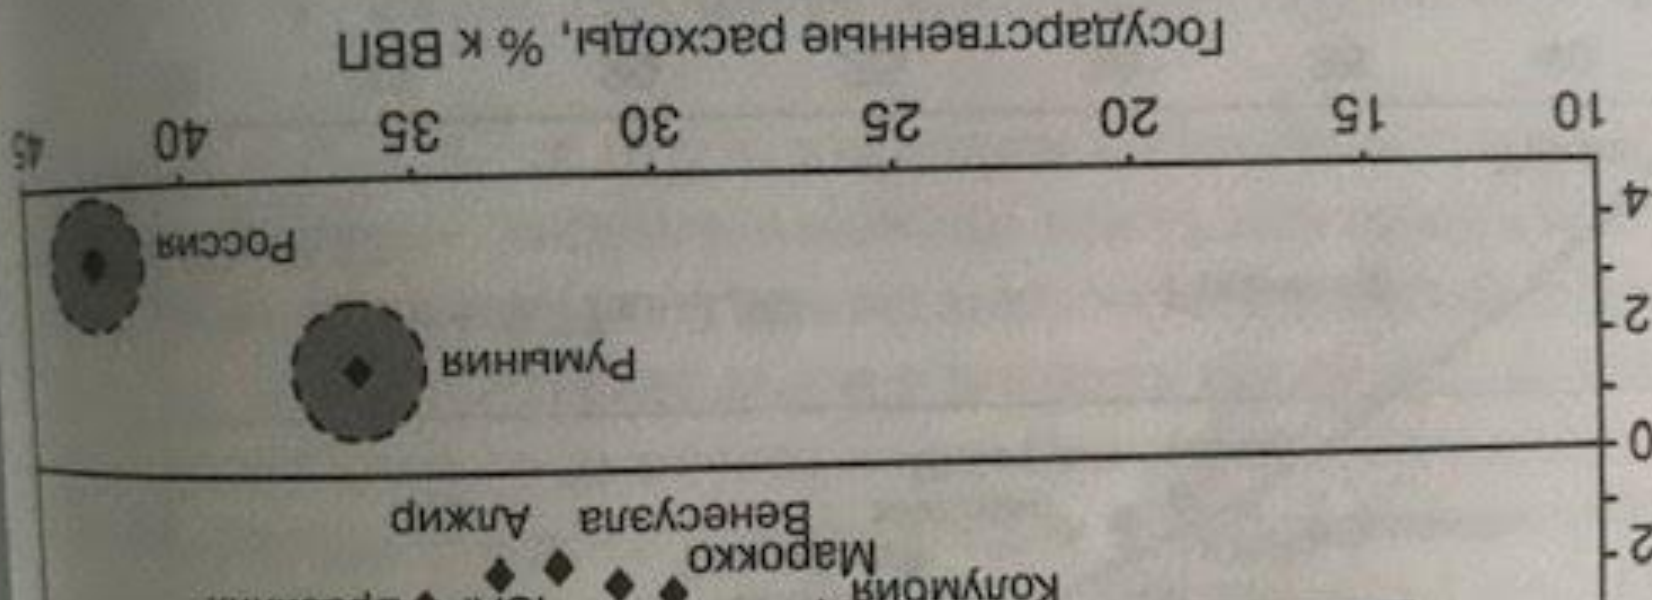 Колумбия
2
Марокко
Венесуэла Алжир
0
Румыния
2
Россия
4
10 15 20 25 30 35 40 45
Государственные расходы, % к ВВП